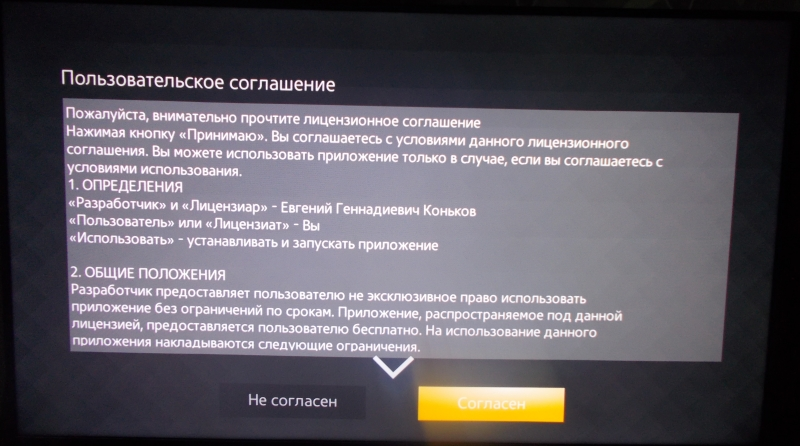 Пользовательское соглашение
Пожалуйста, внимательно прочтите лицензионное соглашение
Нажимая кнопку «Принимаю». Вы соглашаетесь с условиями данного лицензионного
соглашения. Вы можете использовать приложение только в случае, если вы соглашаетесь с
условиями использования.
1. ОПРЕДЕЛЕНИЯ
«Разработчик» и «Лицензиар» - Евгений Геннадиевич Коньков
«Пользователь» или «Лицензиат» - Вы
«Использовать» - устанавливать и запускать приложение
2. ОБЩИЕ ПОЛОЖЕНИЯ
Разработчик предоставляет пользователю не эксклюзивное право использовать
приложение без ограничений по срокам. Приложение, распространяемое под данной
лицензией, предоставляется пользователю бесплатно. На использование данного
приложения накладываются следующие ограничения.
Не согласен
Согласен